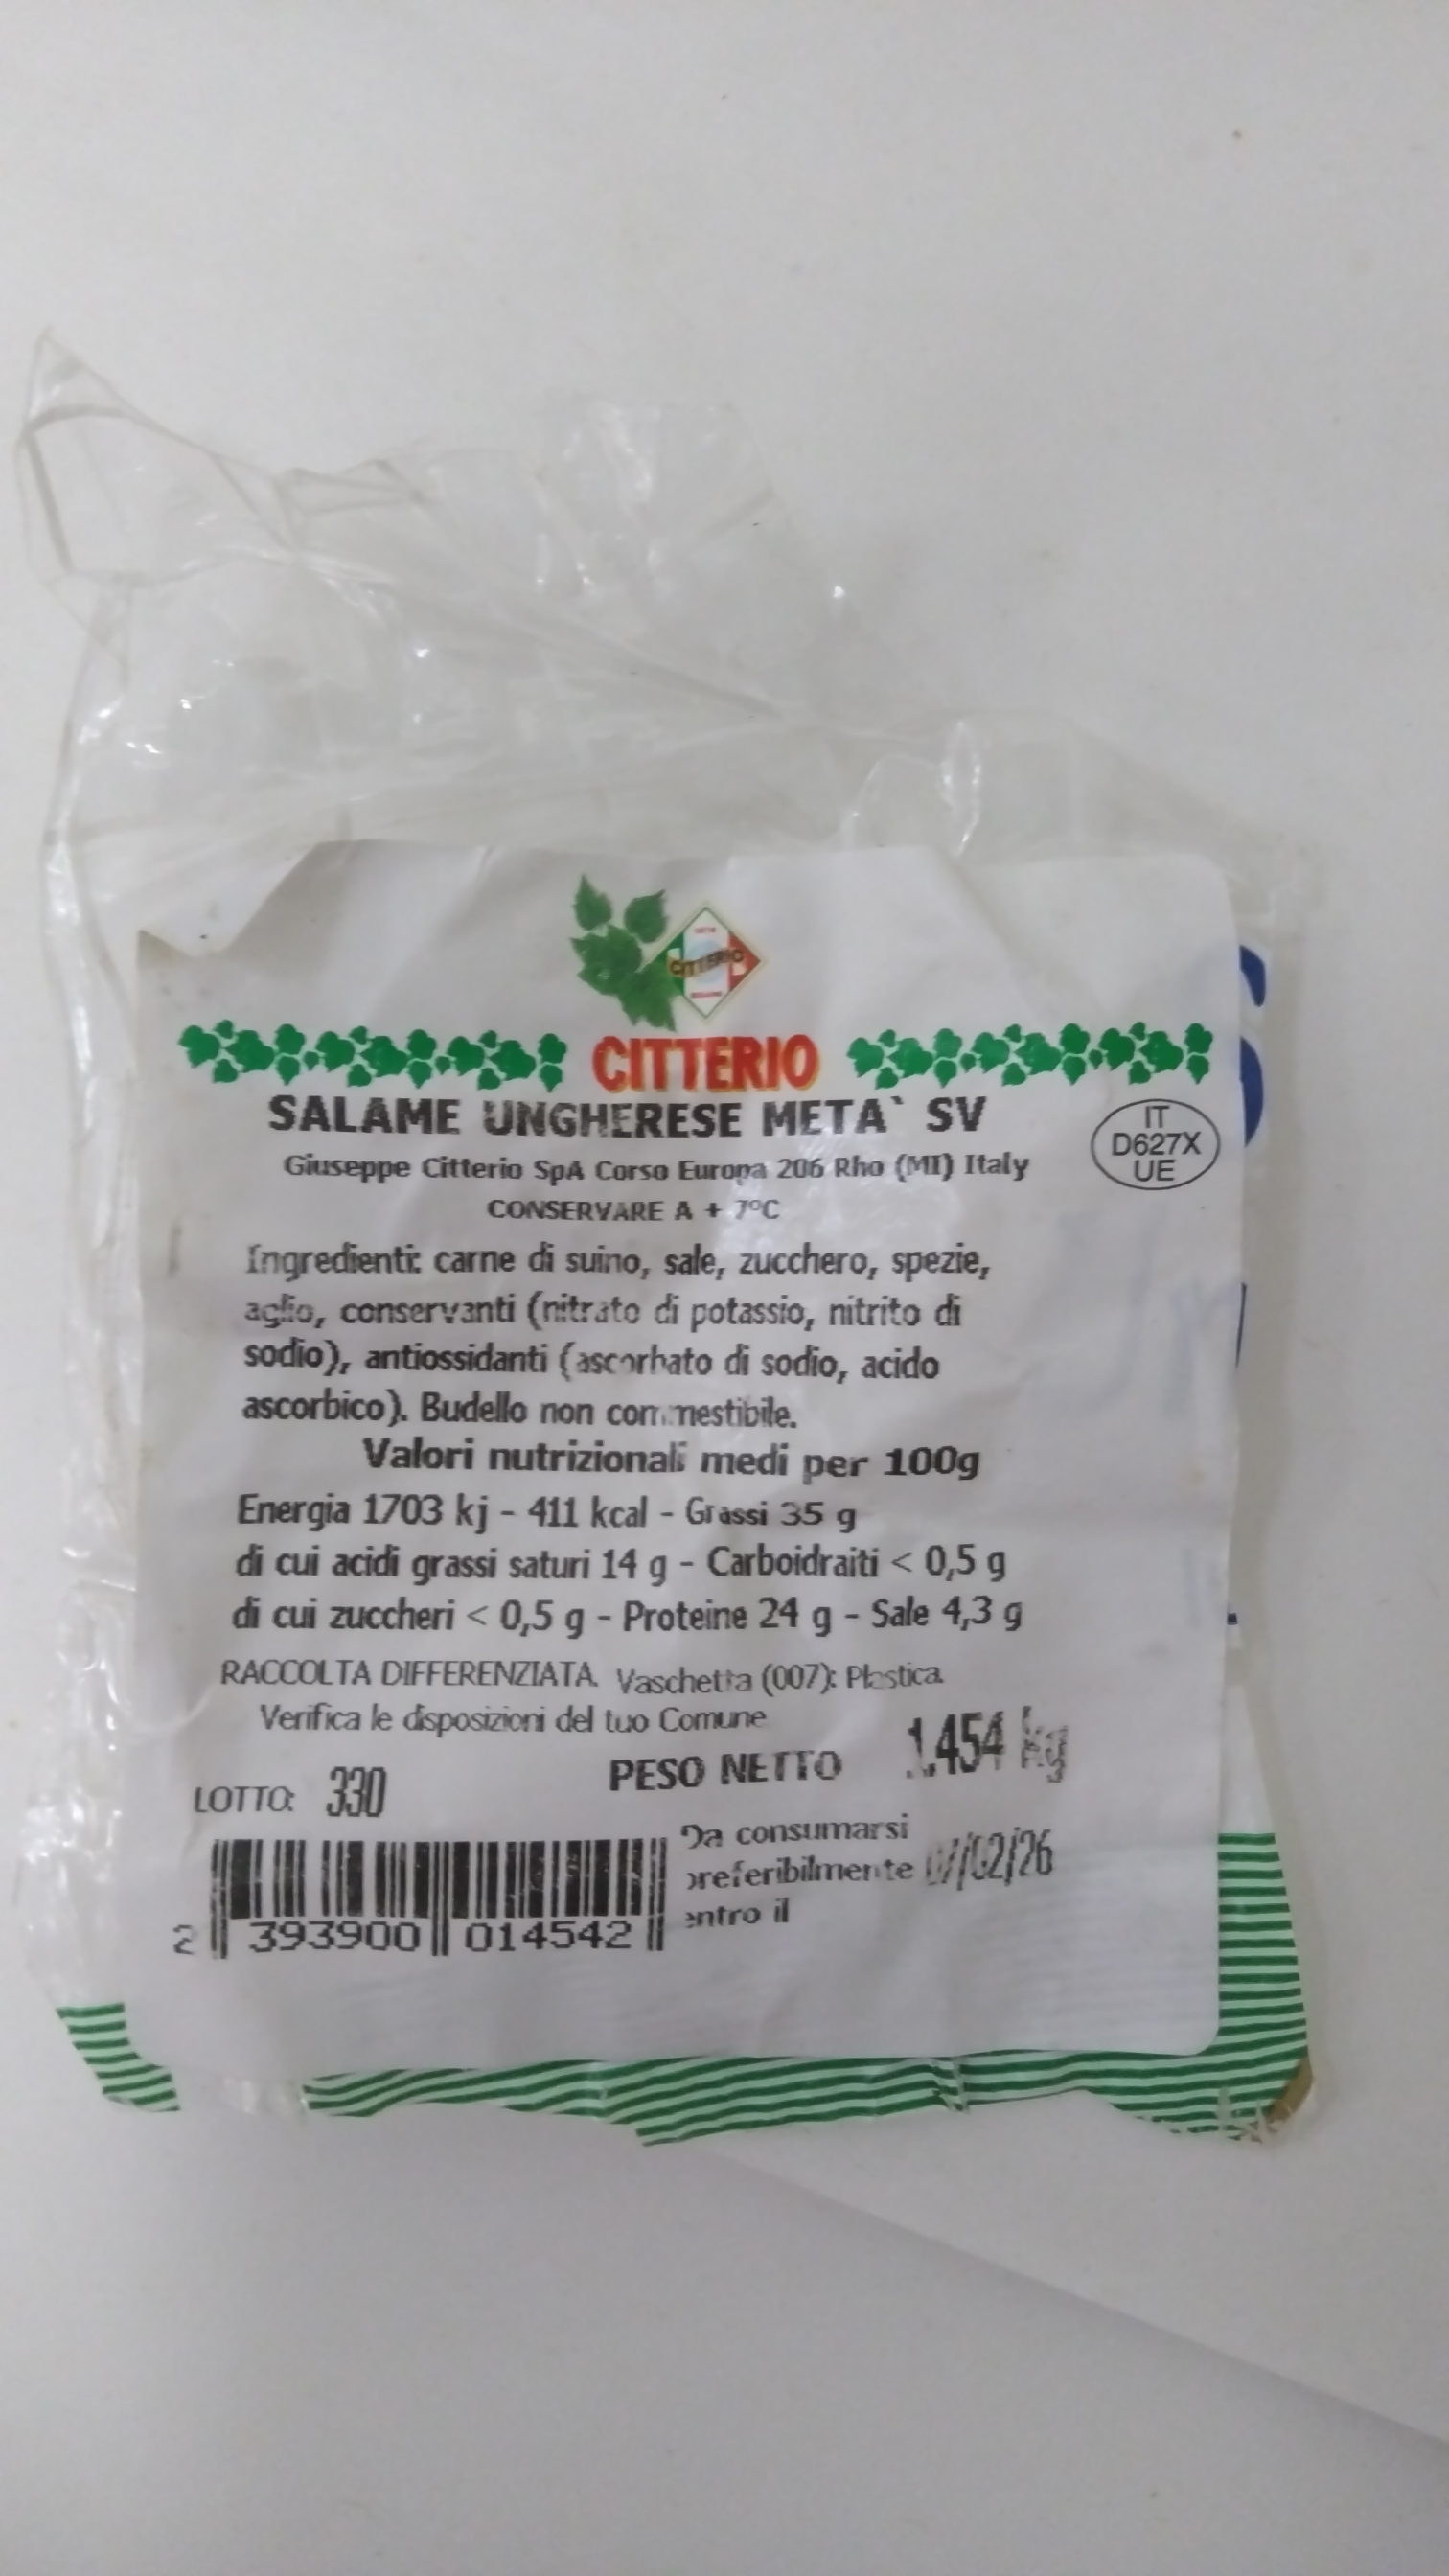 CITTERIO
CITTERIO
SALAME UNGHERESE META` SV
IT
D627X
UE
Giuseppe Citterio SpA Corso Europa 206 Rho (MI) Italy
CONSERVARE A + 7°C
Ingredienti: carne di suino, sale, zucchero, spezie,
aglio, conservanti (nitrato di potassio, nitrito di
sodio), antiossidanti (ascorbato di sodio, acido
ascorbico). Budello non commestibile.
Valori nutrizionali medi per 100g
Energia 1703 kj - 411 kcal - Grassi 35 g
di cui acidi grassi saturi 14 g - Carboidraiti < 0,5 g
di cui zuccheri < 0,5 g - Proteine 24 g - Sale 4,3 g
RACCOLTA DIFFERENZIATA. Vaschetta (007): Plastica.
Verifica le disposizioni del tuo Comune
PESO NETTO 1.454 kg
LOTTO: 330
Da consumarsi
preferibilmente
entro il
2 393900 014542